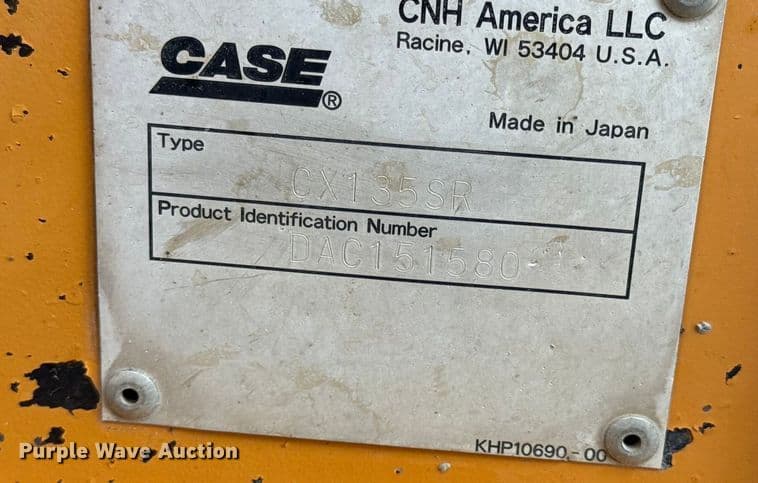 CNH America LLC
Racine, WI 53404 U.S.A.
CASE®
Made in Japan
Type
CX135SR
Product Identification Number
DAC151580
KHP10690-00
Purple Wave Auction